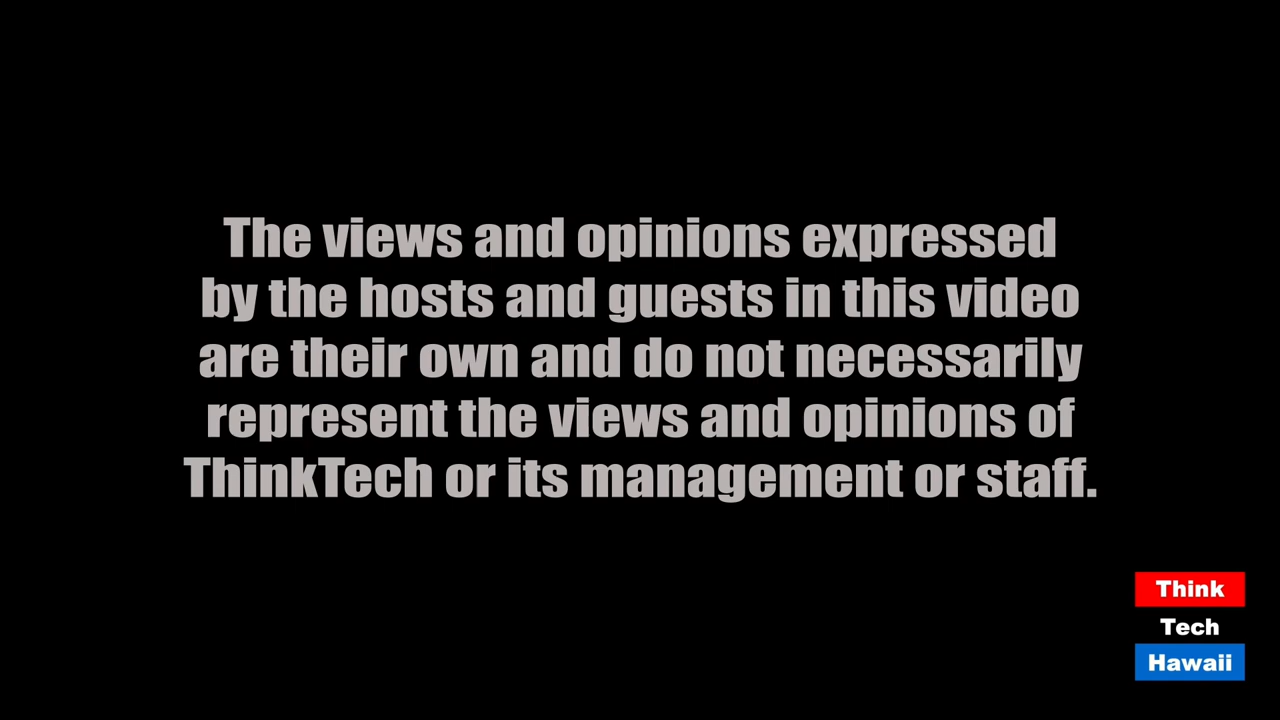 The views and opinions expressed
by the hosts and guests in this video
are their own and do not necessarily
represent the views and opinions of
ThinkTech or its management or staff.
Think
Tech
Hawaii